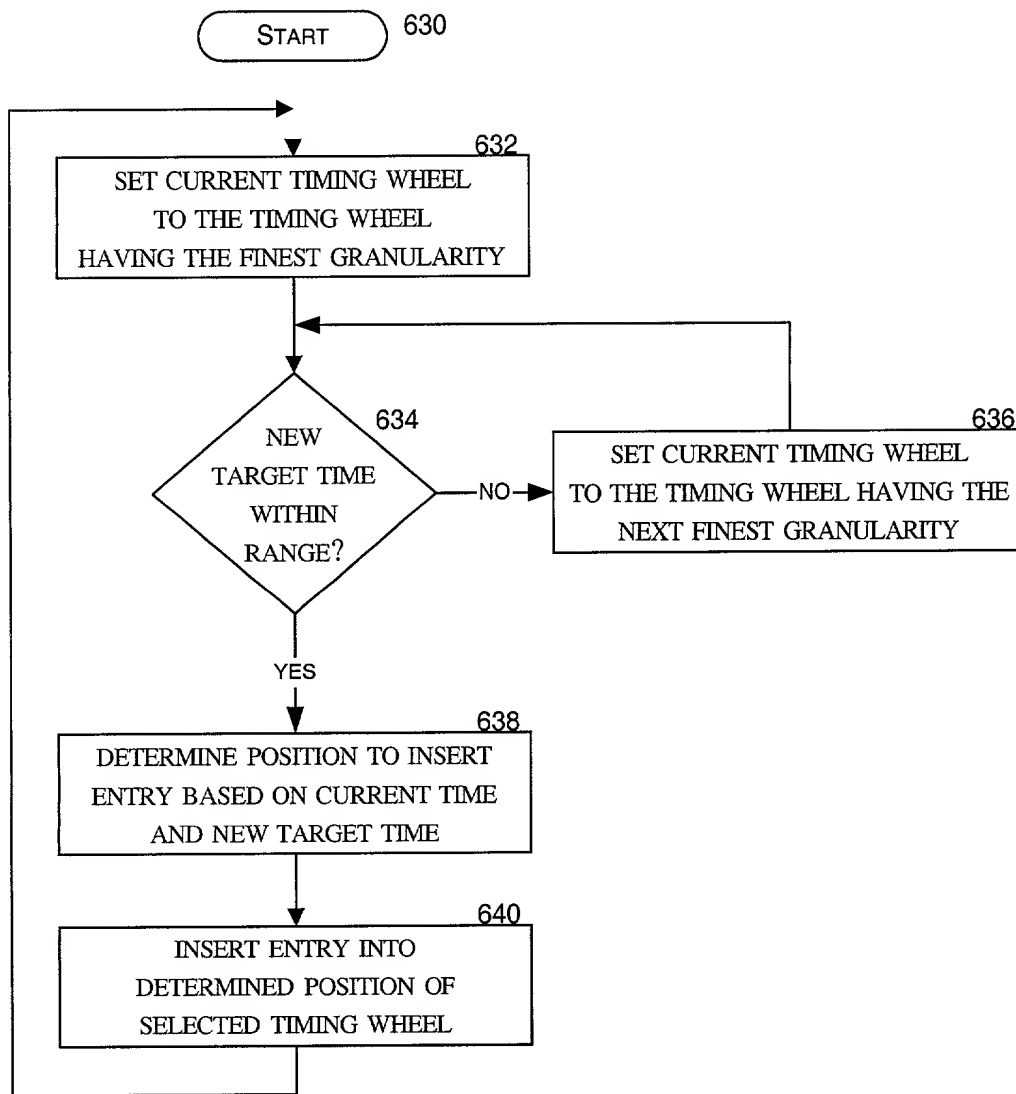 START 630
632
SET CURRENT TIMING WHEEL
TO THE TIMING WHEEL
HAVING THE FINEST GRANULARITY
634
NEW
TARGET TIME
WITHIN
RANGE?
NO
636
SET CURRENT TIMING WHEEL
TO THE TIMING WHEEL HAVING THE
NEXT FINEST GRANULARITY
YES
638
DETERMINE POSITION TO INSERT
ENTRY BASED ON CURRENT TIME
AND NEW TARGET TIME
640
INSERT ENTRY INTO
DETERMINED POSITION OF
SELECTED TIMING WHEEL